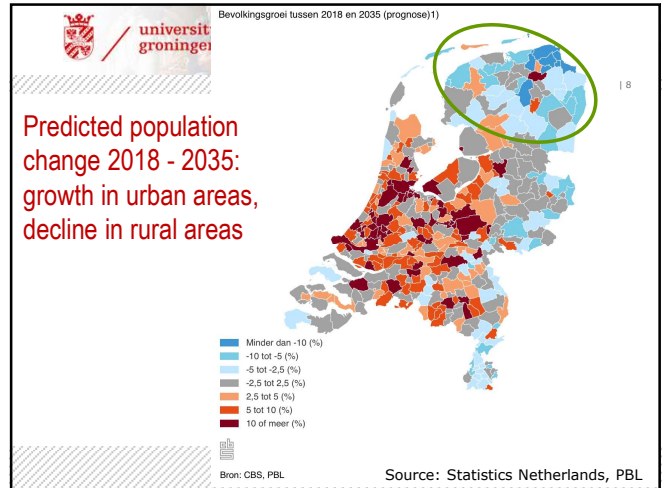 universit
groninge
Bevolkingsgroei tussen 2018 en 2035 (prognose)1)
| 8
Predicted population
change 2018 - 2035:
growth in urban areas,
decline in rural areas
Minder dan -10 (%)
-10 tot -5 (%)
-5 tot -2,5 (%)
-2,5 tot 2,5 (%)
2,5 tot 5 (%)
5 tot 10 (%)
10 of meer (%)
Bron: CBS, PBL
Source: Statistics Netherlands, PBL